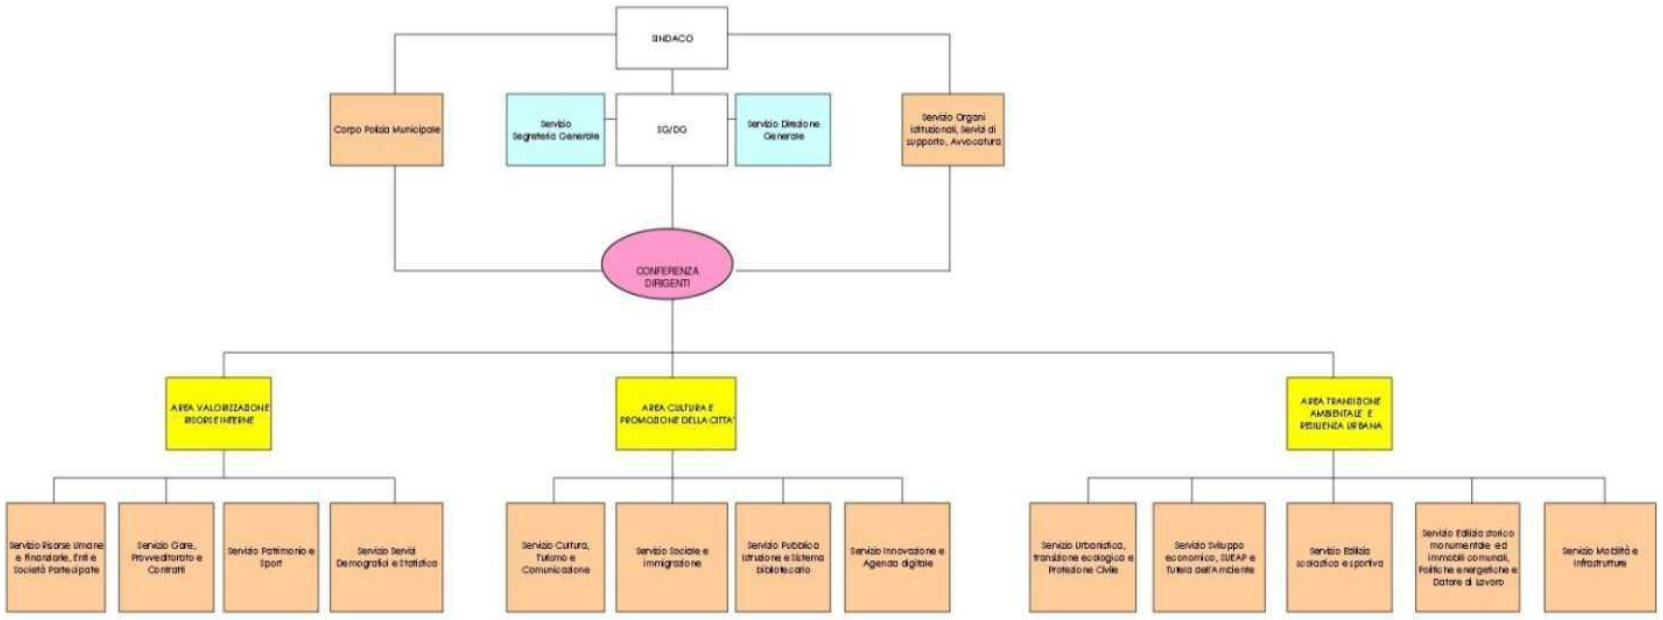 SINDACO
Corpo Polizia Municipale
Servizio
Segreteria Generale
SG/DG
Servizio Direzione
Generale
Servizio Organi
istituzionali, Servizi di
supporto, Avvocatura
CONFERENZA
DIRIGENTI
AREA VALORIZZAZIONE
RISORSE INTERNE
AREA CULTURA E
PROMOZIONE DELLA CITTA'
AREA TRANSIZIONE
AMBIENTALE E
RESILIENZA URBANA
Servizio Risorse Umane
e Finanziarie, Enti e
Società Partecipate
Servizio Gare,
Provveditorato e
Contratti
Servizio Patrimonio e
Sport
Servizio Servizi
Demografici e Statistica
Servizio Cultura,
Turismo e
Comunicazione
Servizio Sociale e
Immigrazione
Servizio Pubblica
Istruzione e Sistema
bibliotecario
Servizio Innovazione e
Agenda digitale
Servizio Urbanistica,
transizione ecologica e
Protezione Civile
Servizio Sviluppo
economico, SUEAP e
Tutela dell'Ambiente
Servizio Edilizia
scolastica e sportiva
Servizio Edilizia storico
monumentale ed
immobili comunali,
Politiche energetiche e
Datore di Lavoro
Servizio Mobilità e
Infrastrutture